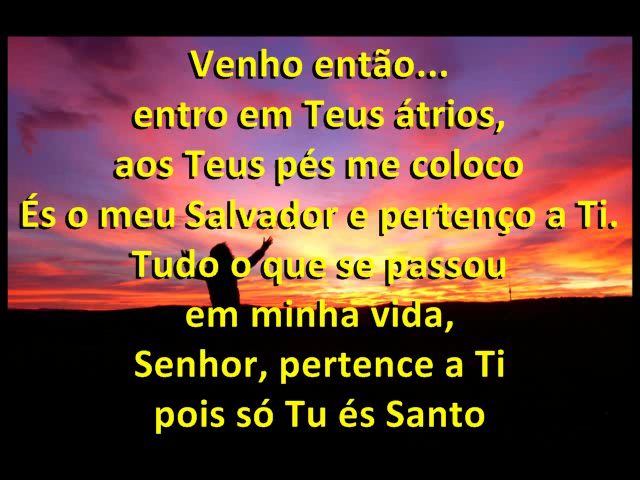 Venho então...
entro em Teus átrios,
aos Teus pés me coloco
És o meu Salvador e pertenço a Ti.
Tudo o que se passou
em minha vida,
Senhor, pertence a Ti
pois só Tu és Santo